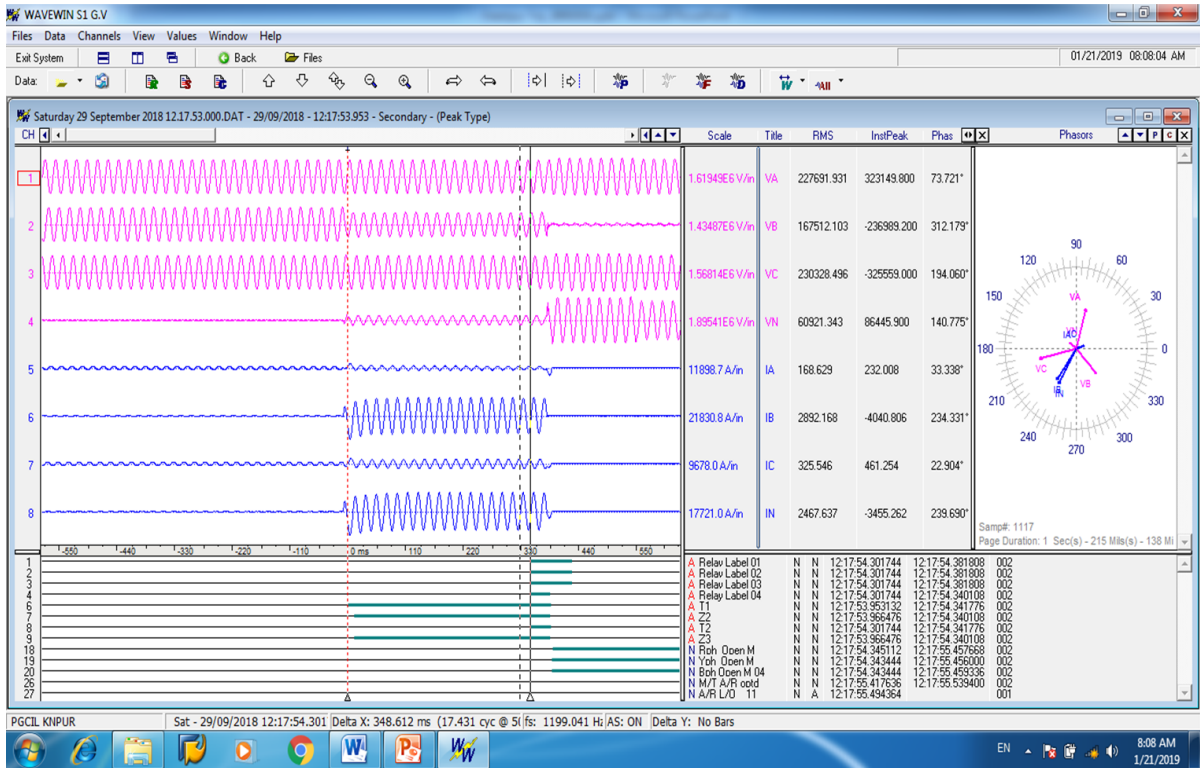 WAVEWIN S1 G.V
Files Data Channels View Values Window Help
Exit System Back Files 01/21/2019 08:08:04 AM
Data:
Saturday 29 September 2018 12.17.53.000.DAT - 29/09/2018 - 12:17:53.953 - Secondary - (Peak Type)
CH Scale Title RMS InstPeak Phas Phasors P C X
1 1.61949E6 V/in VA 227691.931 323149.800 73.721°
2 1.43487E6 V/in VB 167512.103 -236989.200 312.179°
3 1.56814E6 V/in VC 230328.496 -325559.000 194.060°
4 1.89541E6 V/in VN 60921.343 86445.900 140.775°
5 11898.7 A/in IA 168.629 232.008 33.338°
6 21830.8 A/in IB 2892.168 -4040.806 234.331°
7 9678.0 A/in IC 325.546 461.254 22.904°
8 17721.0 A/in IN 2467.637 -3455.262 239.690°
90
120 60
150 VA 30
180 0
VC VB
210 330
240 300
270
Samp#: 1117
Page Duration: 1 Sec(s) - 215 Mils(s) - 138 Mi
-550 -440 -330 -220 -110 0 ms 110 220 330 440 550
1 A Relay Label 01 N N 12:17:54.301744 12:17:54.381808 002
2 A Relay Label 02 N N 12:17:54.301744 12:17:54.381808 002
3 A Relay Label 03 N N 12:17:54.301744 12:17:54.381808 002
4 A Relay Label 04 N N 12:17:54.301744 12:17:54.340108 002
6 A T1 N N 12:17:53.953132 12:17:54.341776 002
7 A Z2 N N 12:17:53.966476 12:17:54.340108 002
8 A T2 N N 12:17:54.301744 12:17:54.341776 002
9 A Z3 N N 12:17:53.966476 12:17:54.340108 002
18 N Rph Open M N N 12:17:54.345112 12:17:55.457668 002
19 N Yph Open M N N 12:17:54.343444 12:17:55.456000 002
20 N Bph Open M 04 N N 12:17:54.343444 12:17:55.459336 002
26 N M/T A/R optd N N 12:17:55.417636 12:17:55.539400 002
27 N A/R L/O 11 N A 12:17:55.494364 001
PGCIL KNPUR Sat - 29/09/2018 12:17:54.301 Delta X: 348.612 ms (17.431 cyc @ 5( fs: 1199.041 Hz AS: ON Delta Y: No Bars
EN 8:08 AM
1/21/2019